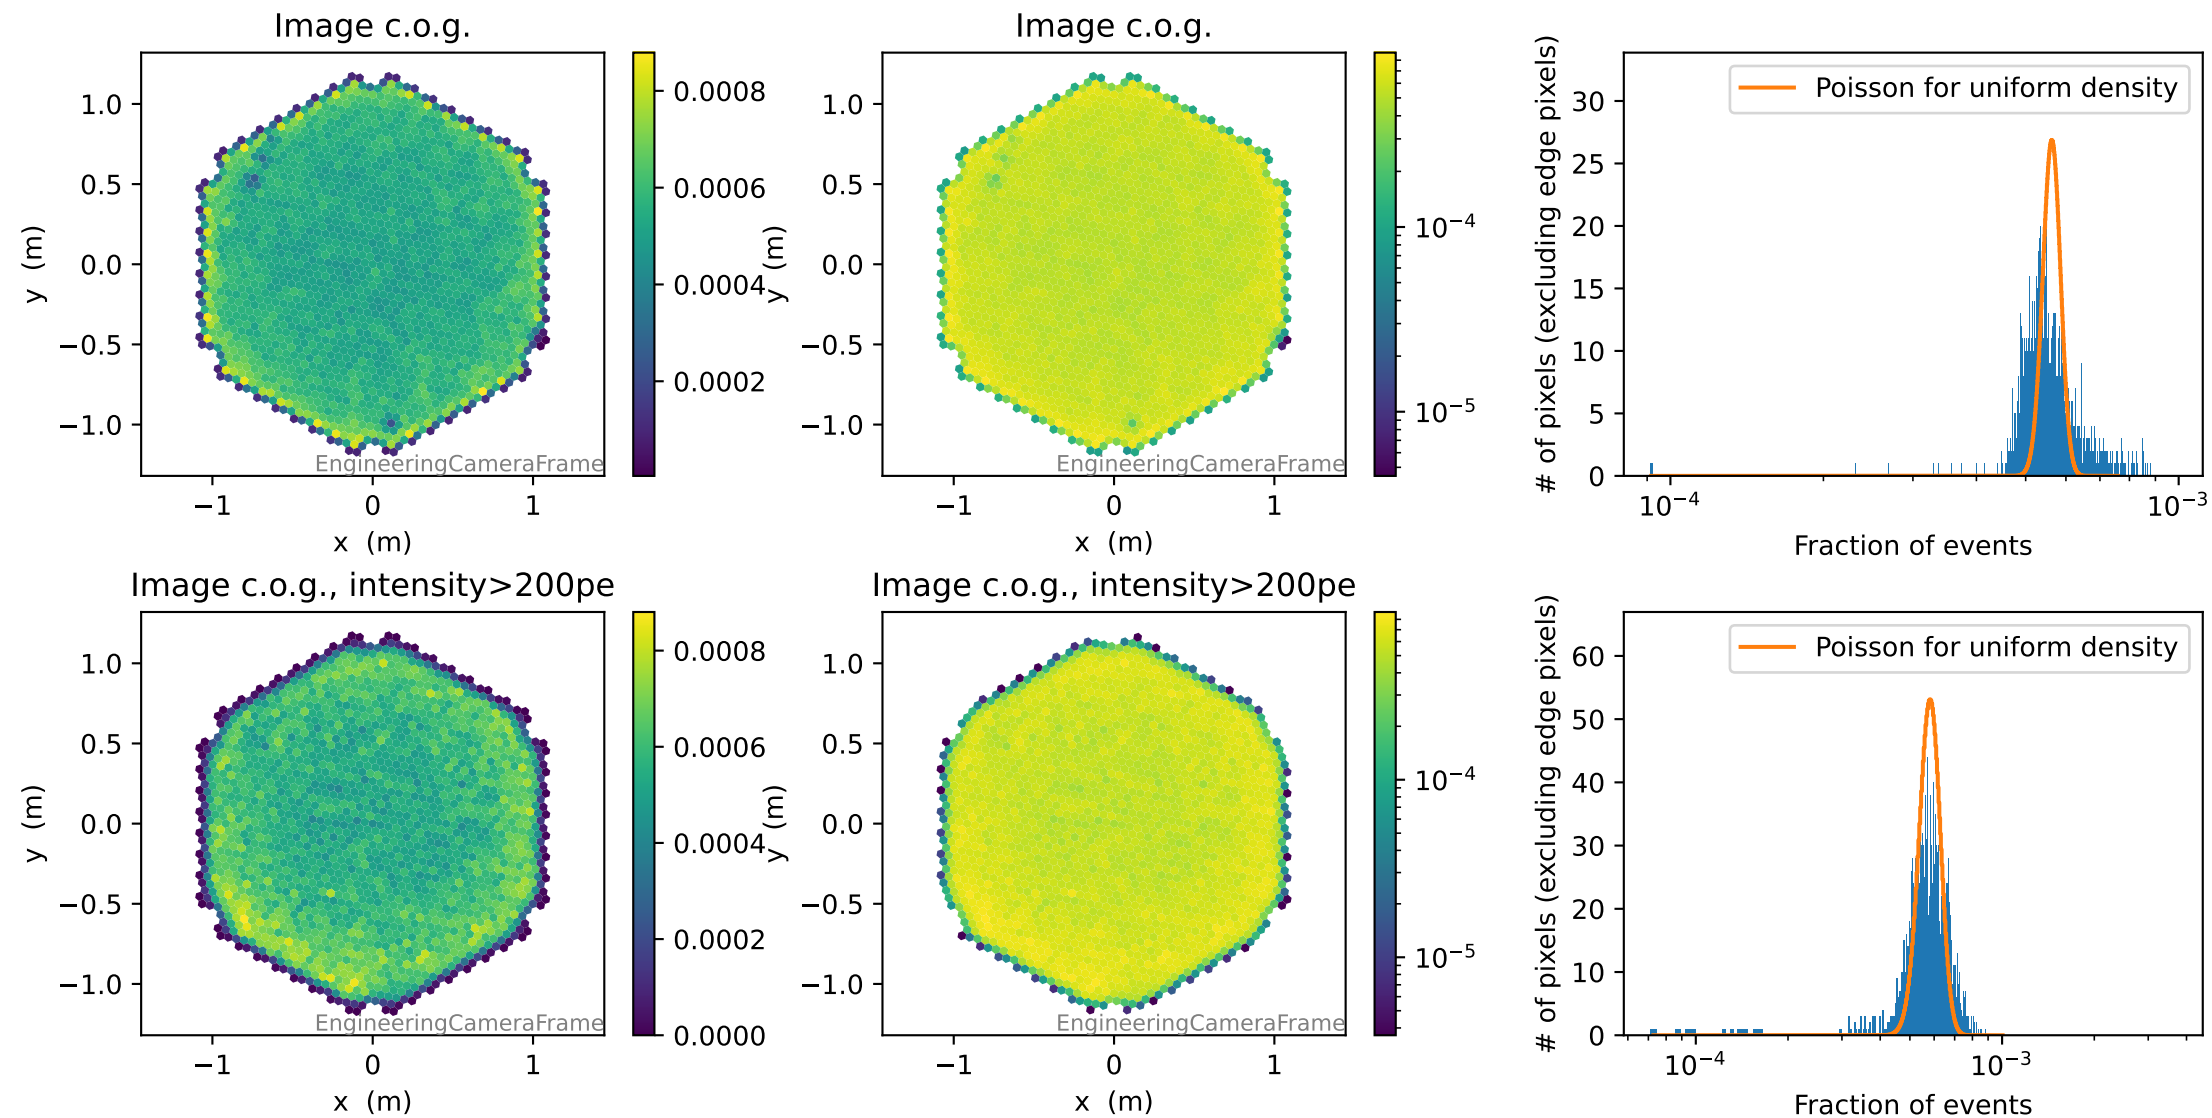 Image c.o.g.
1.0
0.5
0.0
−0.5
−1.0
y (m)
−1
0
1
x (m)
EngineeringCameraFrame
0.0008
0.0006
0.0004
0.0002
Image c.o.g.
1.0
0.5
0.0
−0.5
−1.0
y (m)
−1
0
1
x (m)
EngineeringCameraFrame
10−4
10−5
# of pixels (excluding edge pixels)
30
25
20
15
10
5
0
Poisson for uniform density
10−4
10−3
Fraction of events
Image c.o.g., intensity>200pe
1.0
0.5
0.0
−0.5
−1.0
y (m)
−1
0
1
x (m)
EngineeringCameraFrame
0.0008
0.0006
0.0004
0.0002
0.0000
Image c.o.g., intensity>200pe
1.0
0.5
0.0
−0.5
−1.0
y (m)
−1
0
1
x (m)
EngineeringCameraFrame
10−4
10−5
# of pixels (excluding edge pixels)
60
50
40
30
20
10
0
Poisson for uniform density
10−4
10−3
Fraction of events